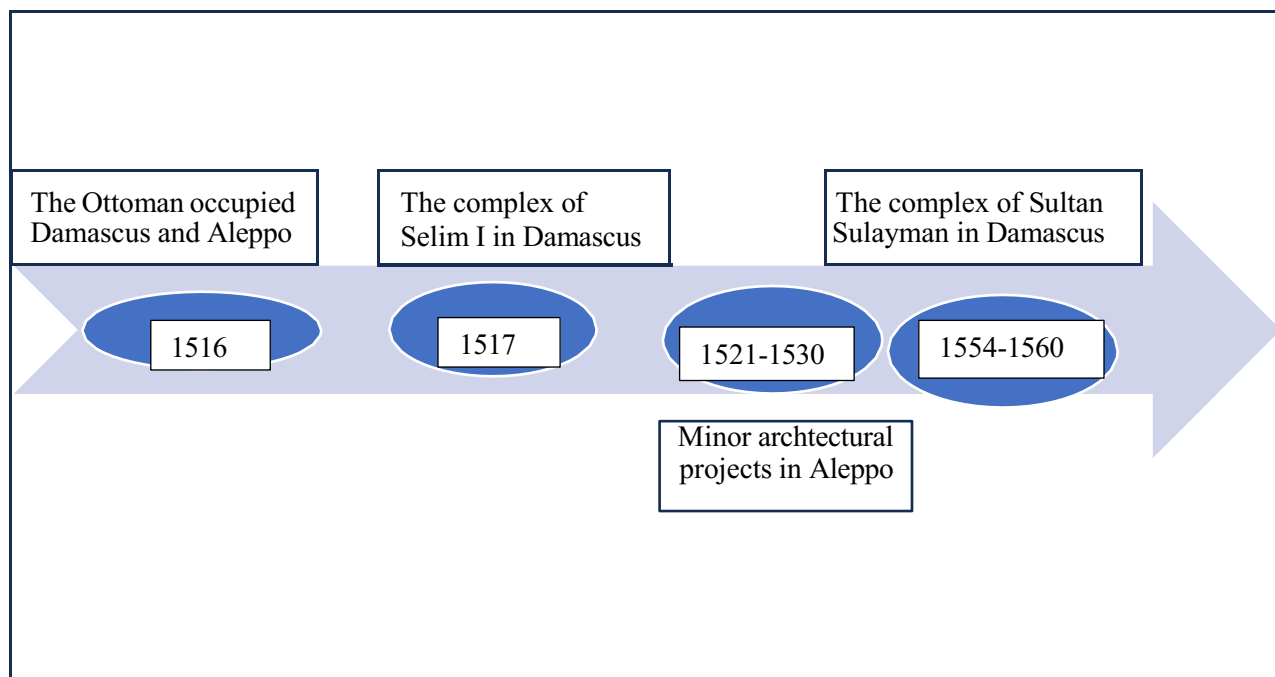 The Ottoman occupied
Damascus and Aleppo
The complex of
Selim I in Damascus
The complex of Sultan
Sulayman in Damascus
1516
1517
1521-1530
1554-1560
Minor archtectural
projects in Aleppo